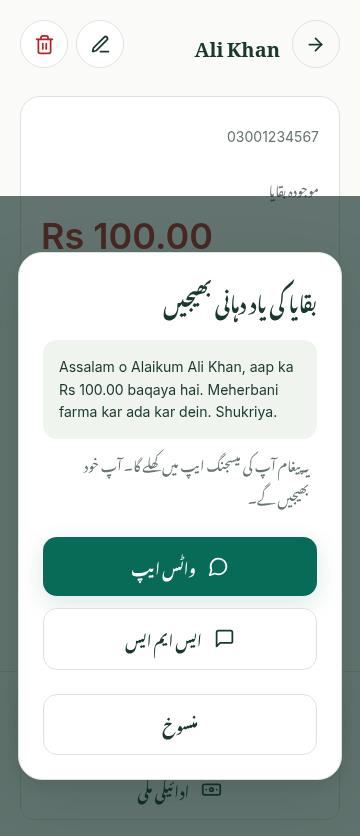 Ali Khan
03001234567
موجودہ بقایا
Rs 100.00
بقایا کی یاد دہانی بھیجیں
Assalam o Alaikum Ali Khan, aap ka
Rs 100.00 baqaya hai. Meherbani
farma kar ada kar dein. Shukriya.
یہ پیغام آپ کی میسجنگ ایپ میں کھلے گا۔ آپ خود
بھیجیں گے۔
واٹس ایپ
ایس ایم ایس
منسوخ
ادائیگی ملی